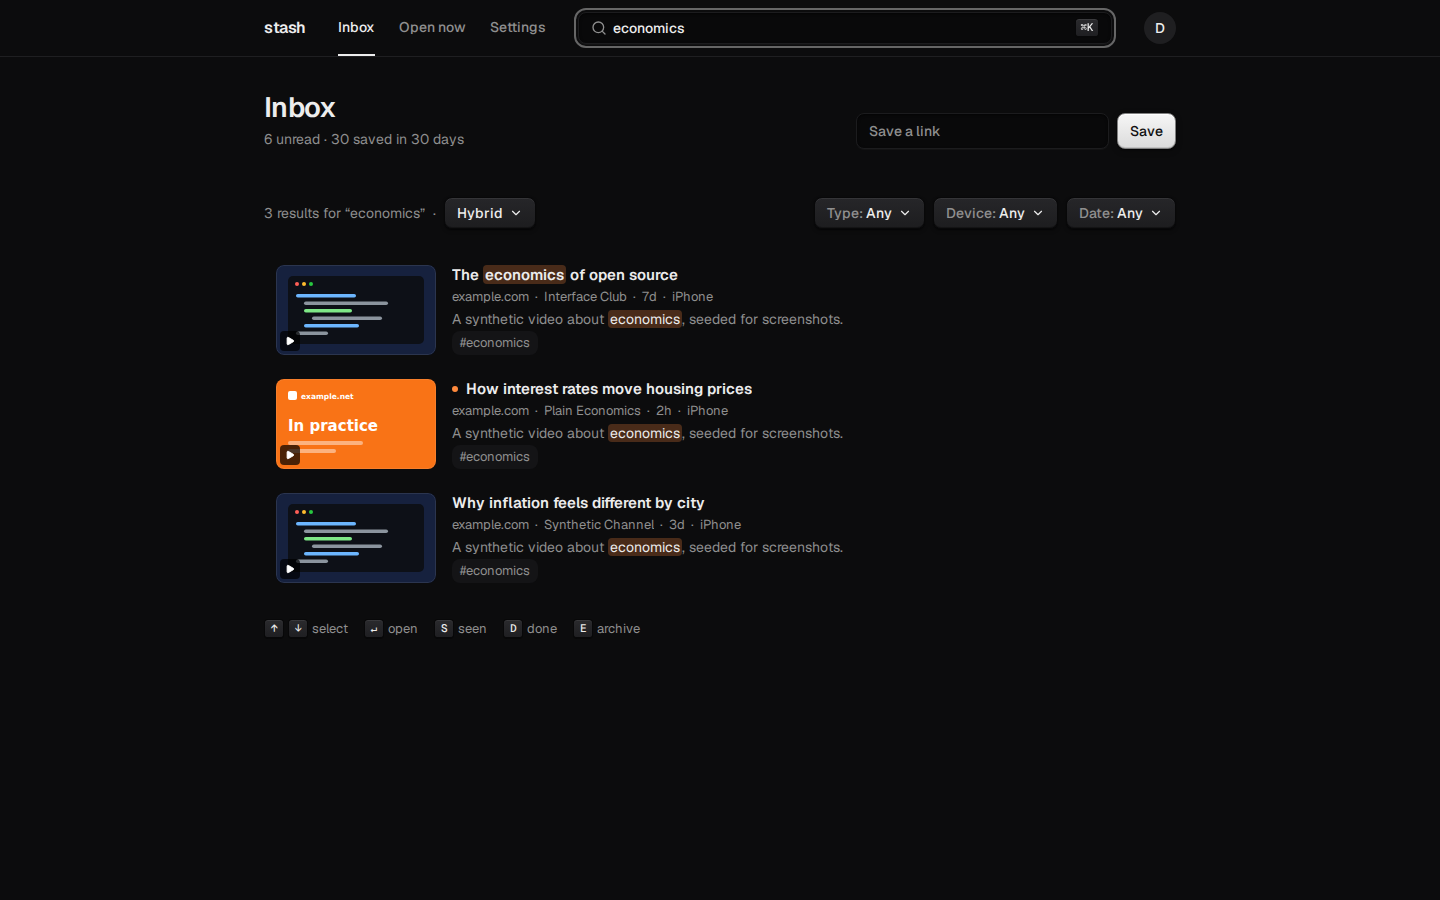 stash Inbox Open now Settings economics ⌘K D
Inbox
6 unread · 30 saved in 30 days
Save a link Save
3 results for “economics” · Hybrid Type: Any Date: Device: Any Date: Any
The economics of open source
example.com · Interface Club · 7d · iPhone
A synthetic video about economics, seeded for screenshots.
#economics
example.net
In practice
How interest rates move housing prices
example.com · Plain Economics · 2h · iPhone
A synthetic video about economics, seeded for screenshots.
#economics
Why inflation feels different by city
example.com · Synthetic Channel · 3d · iPhone
A synthetic video about economics, seeded for screenshots.
#economics
↑ ↓ select ↵ open S seen D done E archive